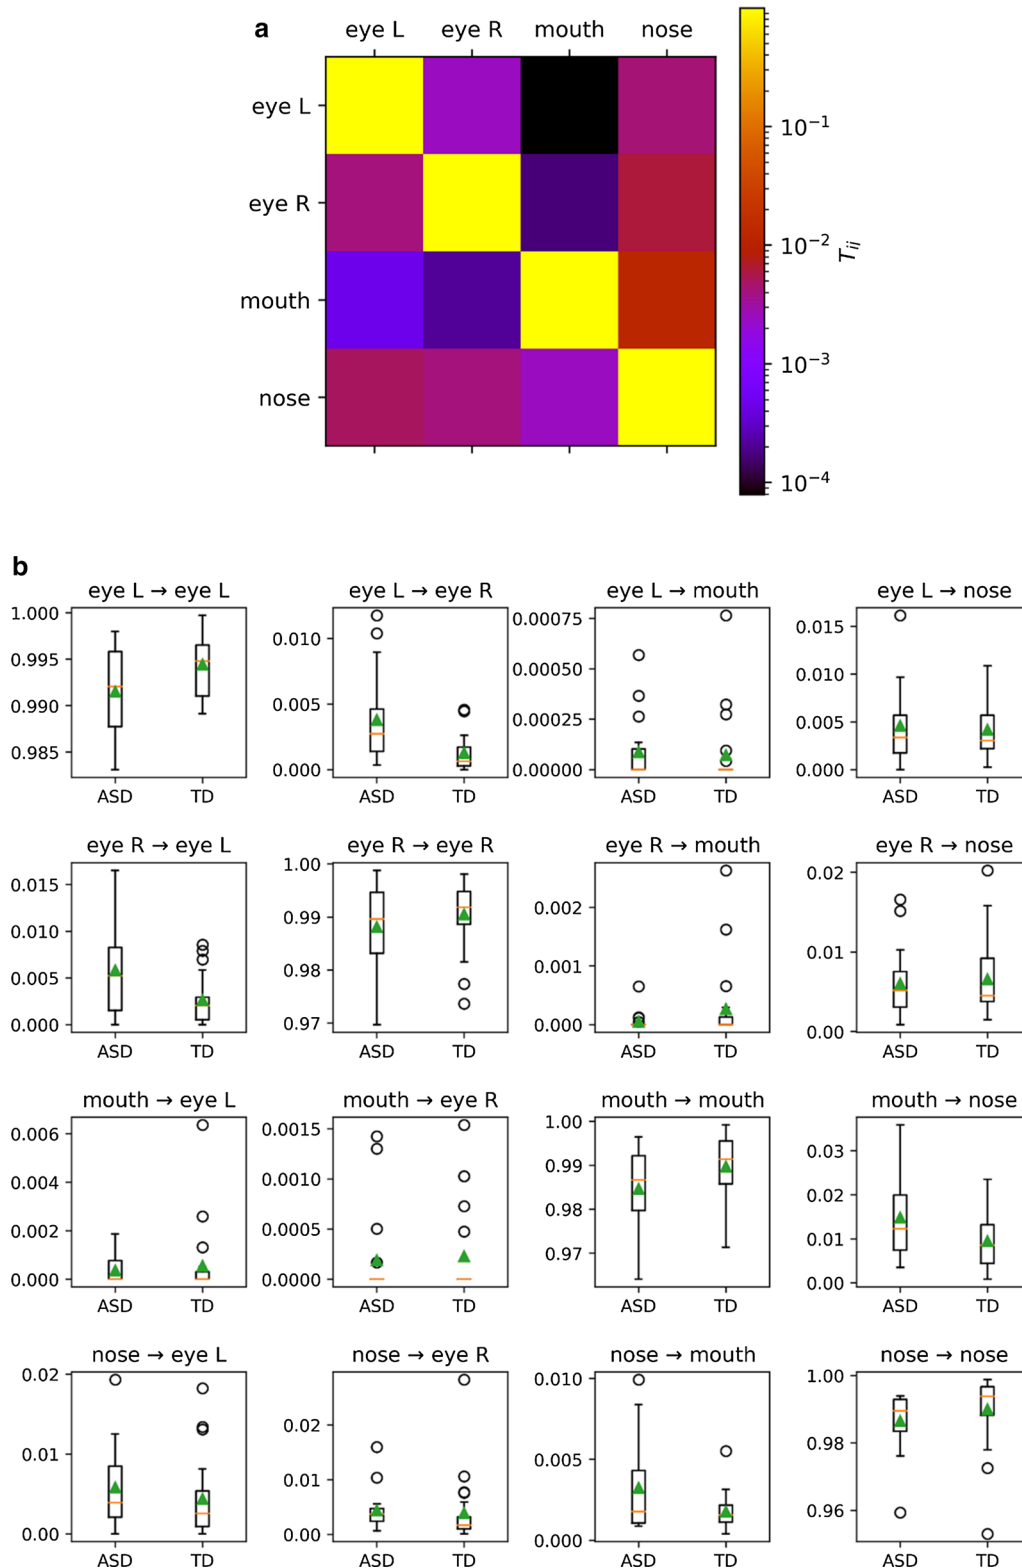 a
eye L eye R mouth nose
eye L
eye R
mouth
nose
10⁻¹
10⁻²
10⁻³
10⁻⁴
Tij
b
eye L → eye L
1.000
0.995
0.990
0.985
ASD TD
eye L → eye R
0.010
0.005
0.000
ASD TD
eye L → mouth
0.00075
0.00050
0.00025
0.00000
ASD TD
eye L → nose
0.015
0.010
0.005
0.000
ASD TD
eye R → eye L
0.015
0.010
0.005
0.000
ASD TD
eye R → eye R
1.00
0.99
0.98
0.97
ASD TD
eye R → mouth
0.002
0.001
0.000
ASD TD
eye R → nose
0.02
0.01
0.00
ASD TD
mouth → eye L
0.006
0.004
0.002
0.000
ASD TD
mouth → eye R
0.0015
0.0010
0.0005
0.0000
ASD TD
mouth → mouth
1.00
0.99
0.98
0.97
ASD TD
mouth → nose
0.03
0.02
0.01
0.00
ASD TD
nose → eye L
0.02
0.01
0.00
ASD TD
nose → eye R
0.02
0.01
0.00
ASD TD
nose → mouth
0.010
0.005
0.000
ASD TD
nose → nose
1.00
0.98
0.96
ASD TD